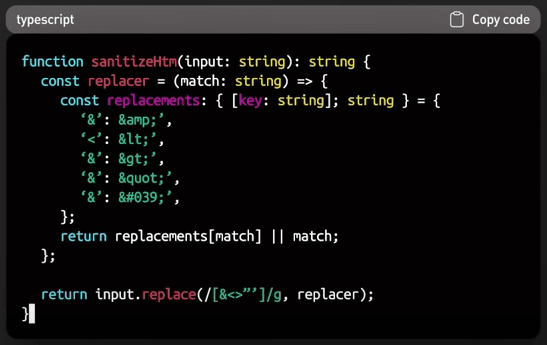 typescript
Copy code
function sanitizeHtm(input: string): string {
const replacer = (match: string) => {
const replacements: { [key: string]; string } = {
‘&’: &amp;’,
‘<’: &lt;’,
‘&’: &gt;’,
‘&’: &quot;’,
‘&’: &#039;’,
};
return replacements[match] || match;
};
return input.replace(/[&<>”’]/g, replacer);
}